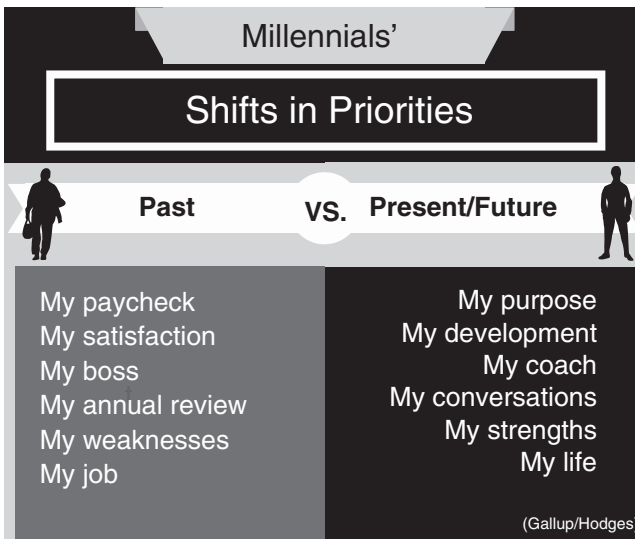 Millennials’
Shifts in Priorities
Past
VS.
Present/Future
My paycheck
My satisfaction
My boss
My annual review
My weaknesses
My job
My purpose
My development
My coach
My conversations
My strengths
My life
(Gallup/Hodges)